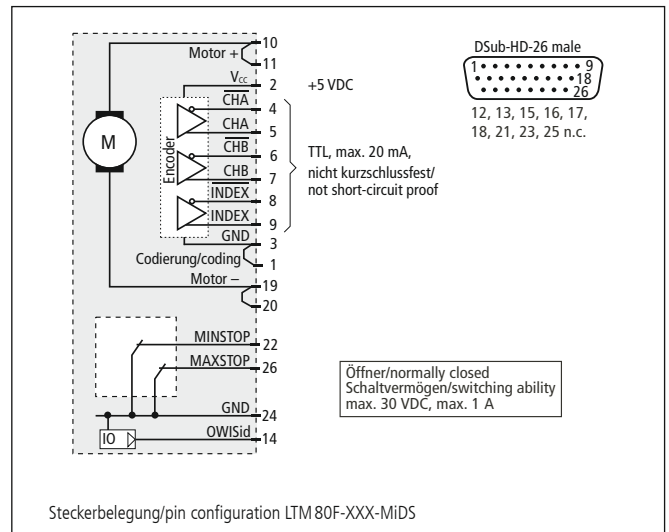 Motor +
10
11
V_cc
2
+5 VDC
C̅H̅A̅
4
CHA
5
C̅H̅B̅
6
CHB
7
I̅N̅D̅E̅X̅
8
INDEX
9
GND
3
Codierung/coding
1
Motor –
19
20
M
Encoder
TTL, max. 20 mA,
nicht kurzschlussfest/
not short-circuit proof
DSub-HD-26 male
1 9
18
26
12, 13, 15, 16, 17,
18, 21, 23, 25 n.c.
MINSTOP
22
MAXSTOP
26
GND
24
IO
OWISid
14
Öffner/normally closed
Schaltvermögen/switching ability
max. 30 VDC, max. 1 A
Steckerbelegung/pin configuration LTM 80F-XXX-MiDS